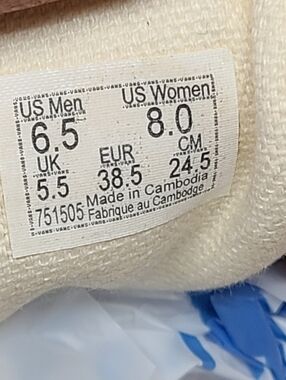 US Men US Women
6.5 8.0
UK EUR CM
5.5 38.5 24.5
Made in Cambodia
751505 Fabrique au Cambodge